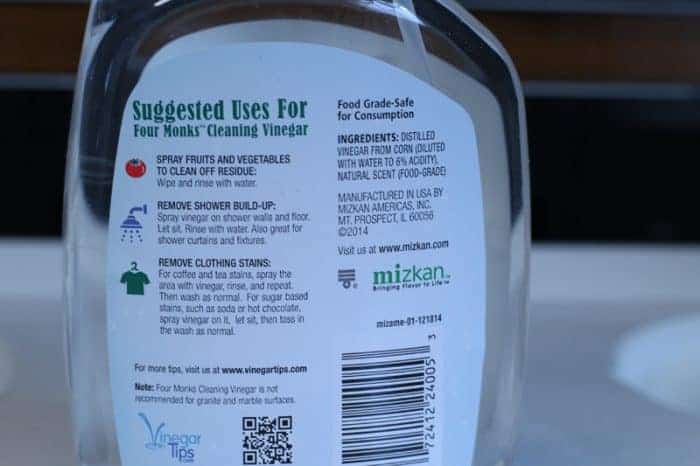 Suggested Uses For
Four Monks™ Cleaning Vinegar
SPRAY FRUITS AND VEGETABLES
TO CLEAN OFF RESIDUE:
Wipe and rinse with water.
REMOVE SHOWER BUILD-UP:
Spray vinegar on shower walls and floor.
Let sit. Rinse with water. Also great for
shower curtains and fixtures.
REMOVE CLOTHING STAINS:
For coffee and tea stains, spray the
area with vinegar, rinse, and repeat.
Then wash as normal. For sugar based
stains, such as soda or hot chocolate,
spray vinegar on it, let sit, then toss in
the wash as normal.
For more tips, visit us at www.vinegartips.com
Note: Four Monks Cleaning Vinegar is not
recommended for granite and marble surfaces.
Vinegar
Tips
.com
Food Grade-Safe
for Consumption
INGREDIENTS: DISTILLED
VINEGAR FROM CORN (DILUTED
WITH WATER TO 6% ACIDITY),
NATURAL SCENT (FOOD-GRADE)
MANUFACTURED IN USA BY
MIZKAN AMERICAS, INC.
MT. PROSPECT, IL 60056
©2014
Visit us at www.mizkan.com
mizkan™
Bringing Flavor to Life™
mizame-01-121814
72412 24005 3